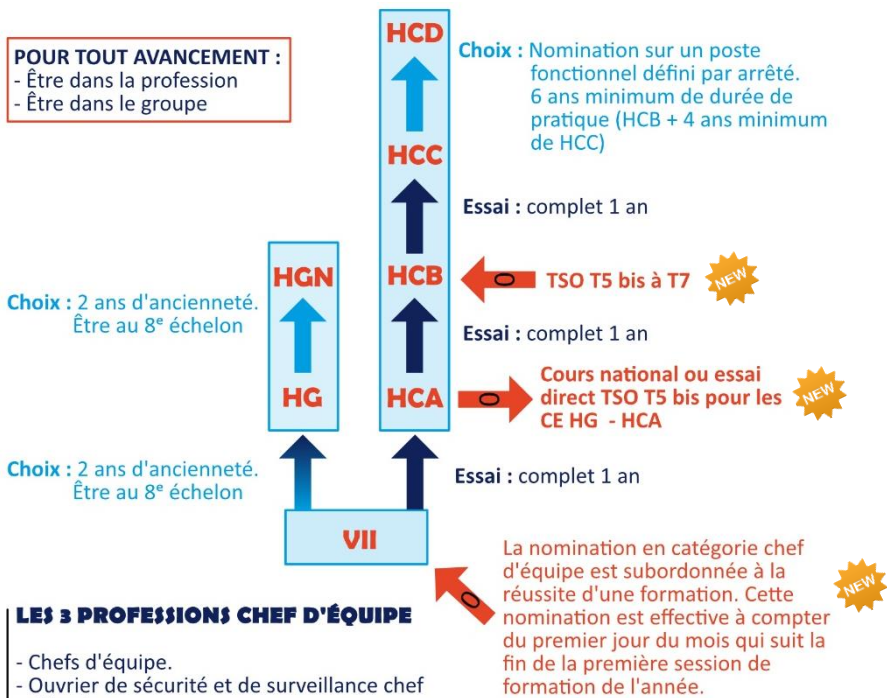 POUR TOUT AVANCEMENT :
- Être dans la profession
- Être dans le groupe
HCD
Choix : Nomination sur un poste
fonctionnel défini par arrêté.
6 ans minimum de durée de
pratique (HCB + 4 ans minimum
de HCC)
HCC
Essai : complet 1 an
HGN
HCB
O
TSO T5 bis à T7
NEW
Choix : 2 ans d'ancienneté.
Être au 8e échelon
Essai : complet 1 an
HG
HCA
O
Cours national ou essai
direct TSO T5 bis pour les
CE HG - HCA
NEW
Choix : 2 ans d'ancienneté.
Être au 8e échelon
Essai : complet 1 an
VII
O
La nomination en catégorie chef
d'équipe est subordonnée à la
réussite d'une formation. Cette
nomination est effective à compter
du premier jour du mois qui suit la
fin de la première session de
formation de l'année.
NEW
LES 3 PROFESSIONS CHEF D'ÉQUIPE
- Chefs d'équipe.
- Ouvrier de sécurité et de surveillance chef